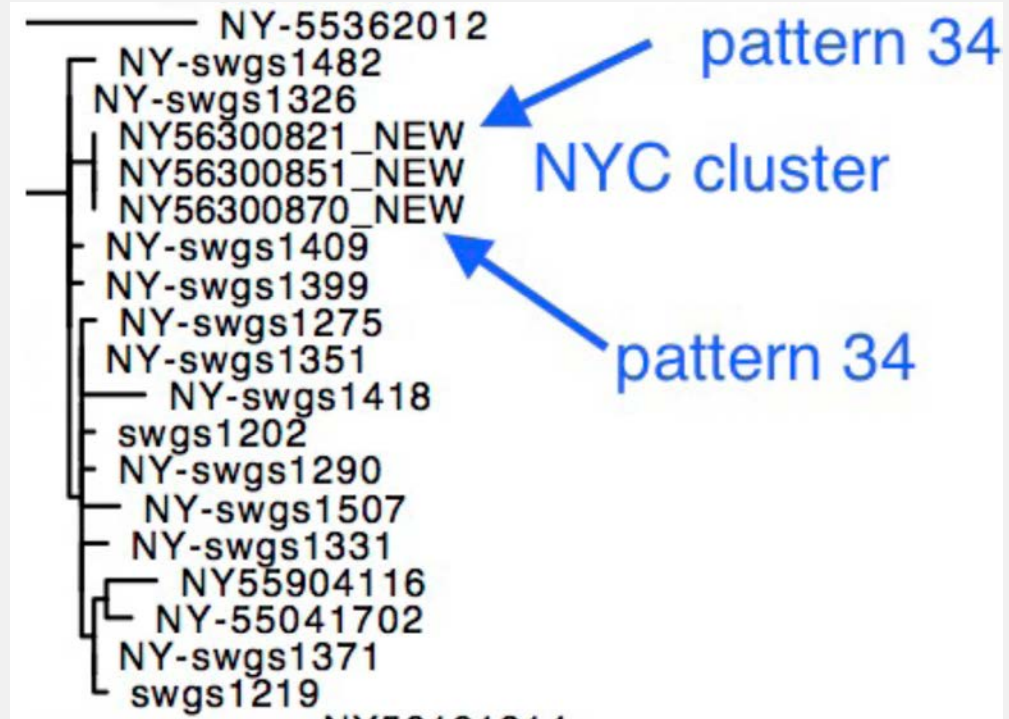 NY-55362012
pattern 34
NY-swgs1482
NY-swgs1326
NY56300821_NEW
NYC cluster
NY56300851_NEW
NY56300870_NEW
NY-swgs1409
NY-swgs1399
NY-swgs1275
pattern 34
NY-swgs1351
NY-swgs1418
swgs1202
NY-swgs1290
NY-swgs1507
NY-swgs1331
NY55904116
NY-55041702
NY-swgs1371
swgs1219